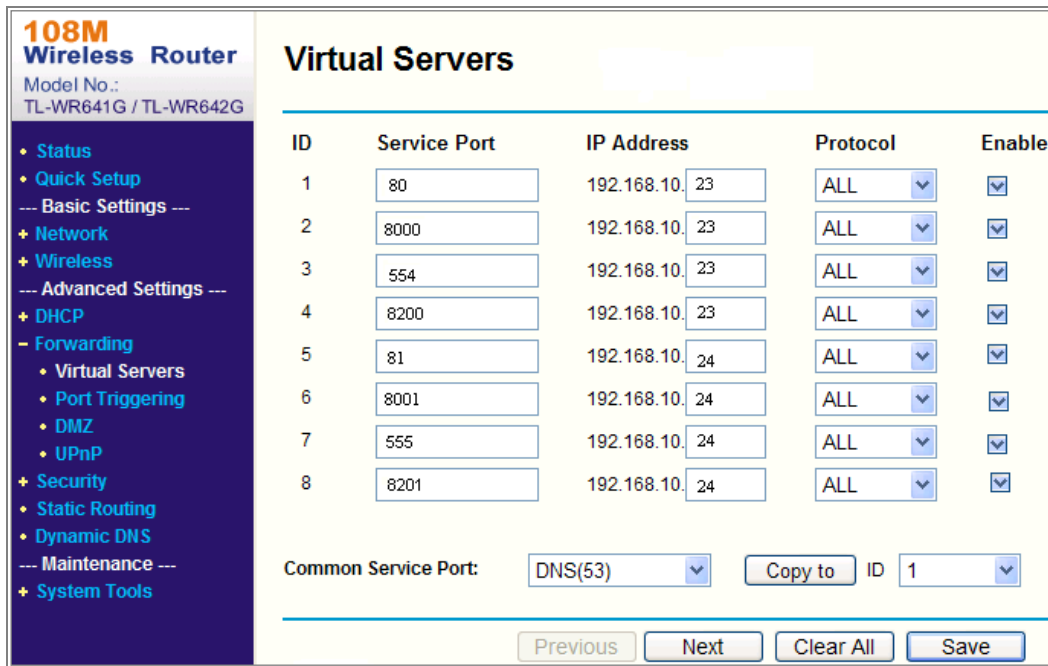 108M
Wireless Router
Model No.:
TL-WR641G / TL-WR642G
• Status
• Quick Setup
--- Basic Settings ---
+ Network
+ Wireless
--- Advanced Settings ---
+ DHCP
− Forwarding
• Virtual Servers
• Port Triggering
• DMZ
• UPnP
+ Security
• Static Routing
• Dynamic DNS
--- Maintenance ---
+ System Tools
Virtual Servers
ID Service Port IP Address Protocol Enable
1 80 192.168.10. 23 ALL
2 8000 192.168.10. 23 ALL
3 554 192.168.10. 23 ALL
4 8200 192.168.10. 23 ALL
5 81 192.168.10. 24 ALL
6 8001 192.168.10. 24 ALL
7 555 192.168.10. 24 ALL
8 8201 192.168.10. 24 ALL
Common Service Port: DNS(53) Copy to ID 1
Previous Next Clear All Save